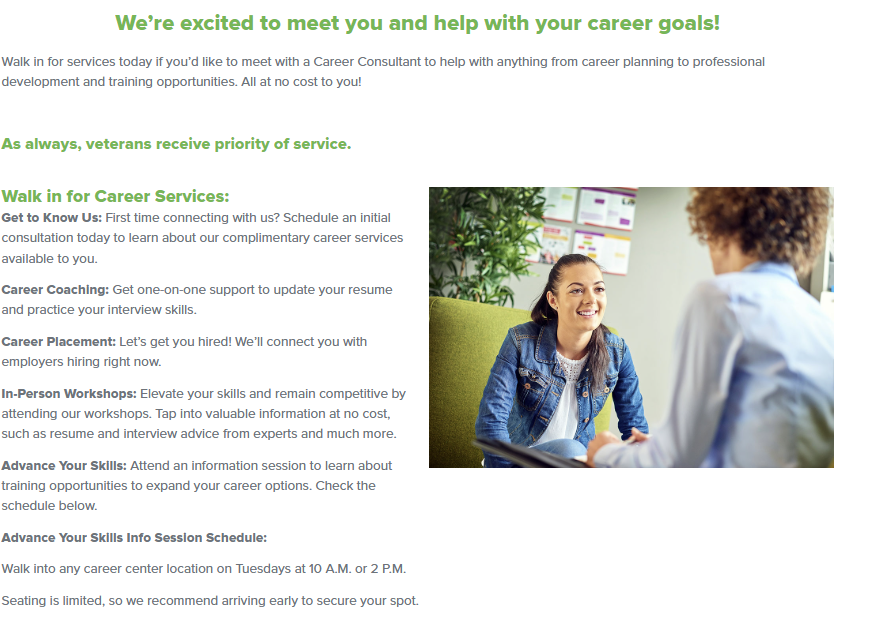 We’re excited to meet you and help with your career goals!
Walk in for services today if you’d like to meet with a Career Consultant to help with anything from career planning to professional
development and training opportunities. All at no cost to you!
As always, veterans receive priority of service.
Walk in for Career Services:
Get to Know Us: First time connecting with us? Schedule an initial
consultation today to learn about our complimentary career services
available to you.
Career Coaching: Get one-on-one support to update your resume
and practice your interview skills.
Career Placement: Let’s get you hired! We’ll connect you with
employers hiring right now.
In-Person Workshops: Elevate your skills and remain competitive by
attending our workshops. Tap into valuable information at no cost,
such as resume and interview advice from experts and much more.
Advance Your Skills: Attend an information session to learn about
training opportunities to expand your career options. Check the
schedule below.
Advance Your Skills Info Session Schedule:
Walk into any career center location on Tuesdays at 10 A.M. or 2 P.M.
Seating is limited, so we recommend arriving early to secure your spot.